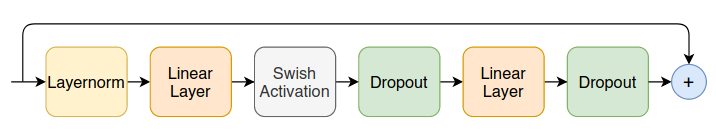 Layernorm
Linear
Layer
Swish
Activation
Dropout
Linear
Layer
Dropout
+